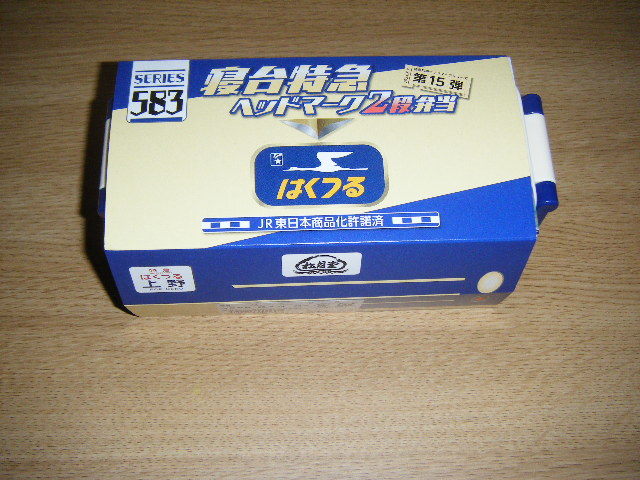 SERIES
583
寝台特急
ヘッドマーク2段弁当
第15弾
はくつる
JR東日本商品化許諾済
特急
はくつる
上野